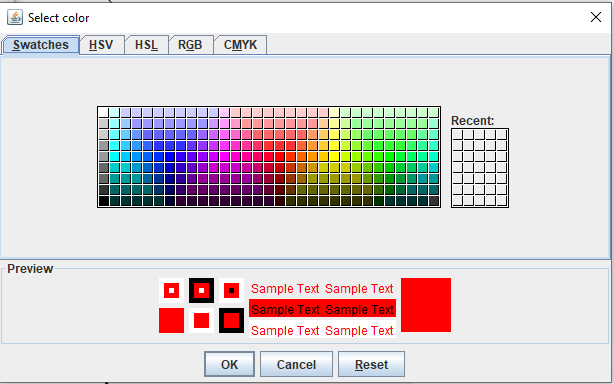 Select color
Swatches HSV HSL RGB CMYK
Recent:
Preview
Sample Text Sample Text
Sample Text Sample Text
Sample Text Sample Text
OK Cancel Reset